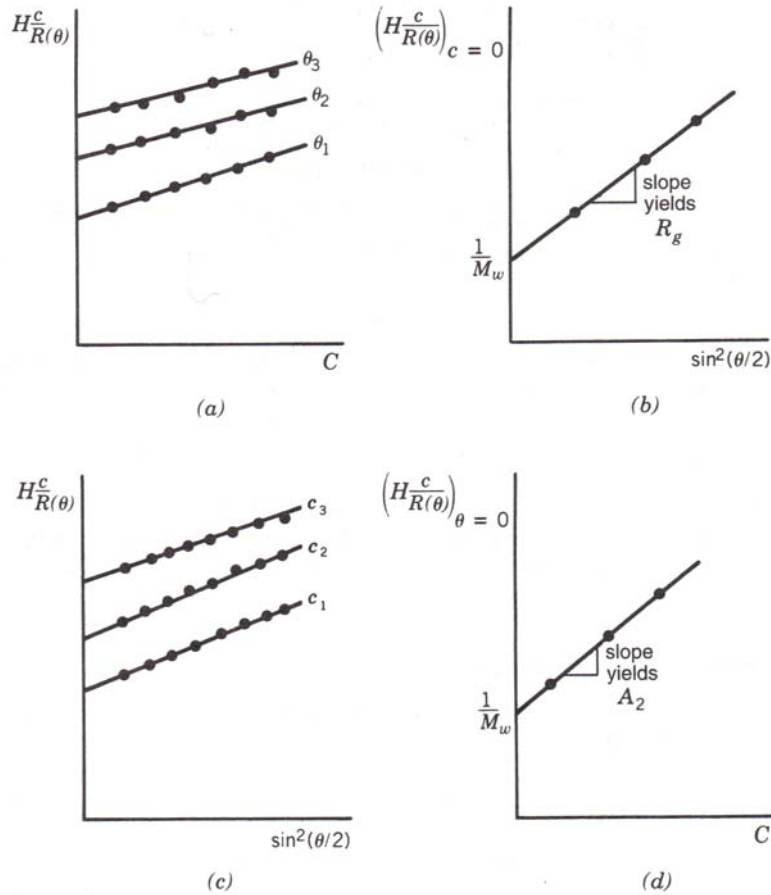 H c/R(θ)
θ3
θ2
θ1
C
(a)
(H c/R(θ)) c = 0
slope
yields
Rg
1/Mw
sin²(θ/2)
(b)
H c/R(θ)
c3
c2
c1
sin²(θ/2)
(c)
(H c/R(θ)) θ = 0
slope
yields
A2
1/Mw
C
(d)